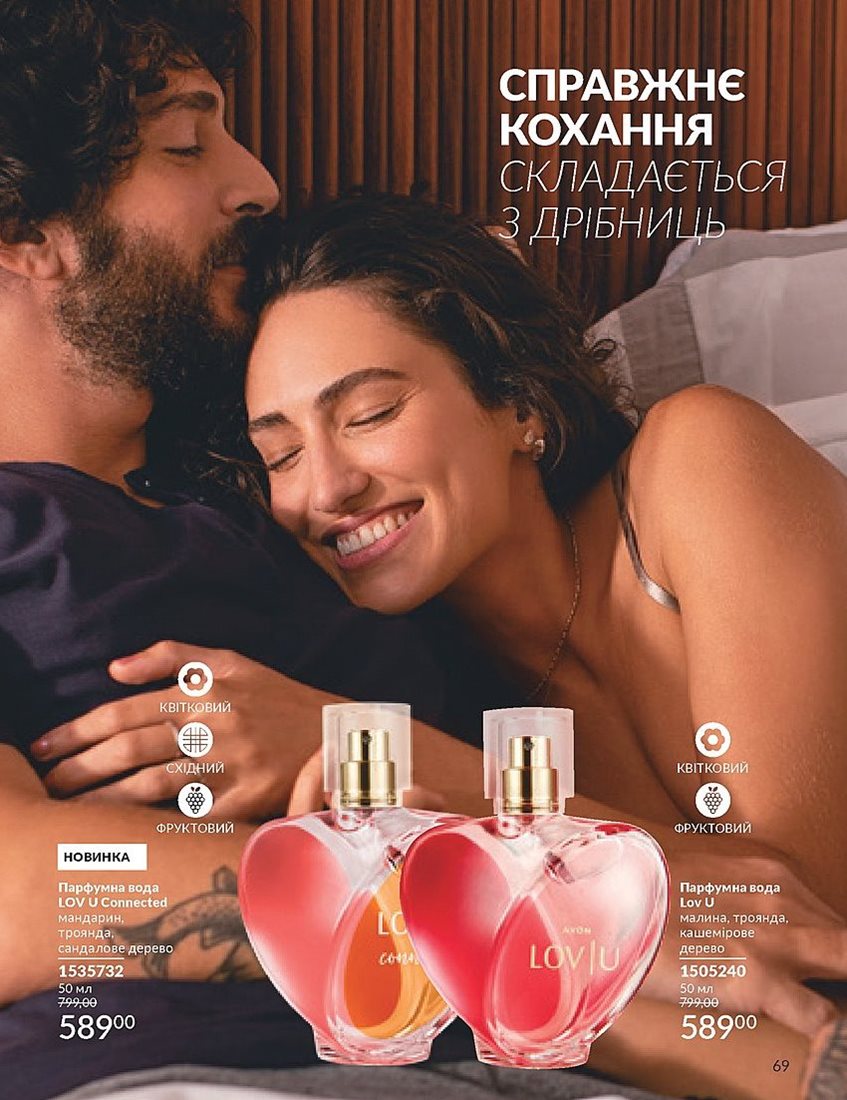 СПРАВЖНЄ
КОХАННЯ
СКЛАДАЄТЬСЯ
З ДРІБНИЦЬ
КВІТКОВИЙ
СХІДНИЙ
ФРУКТОВИЙ
НОВИНКА
Парфумна вода
LOV U Connected
мандарин,
троянда,
сандалове дерево
1535732
50 мл
799,00
589⁰⁰
LO
conn
AVON
LOV|U
КВІТКОВИЙ
ФРУКТОВИЙ
Парфумна вода
Lov U
малина, троянда,
кашемірове
дерево
1505240
50 мл
799,00
589⁰⁰
69